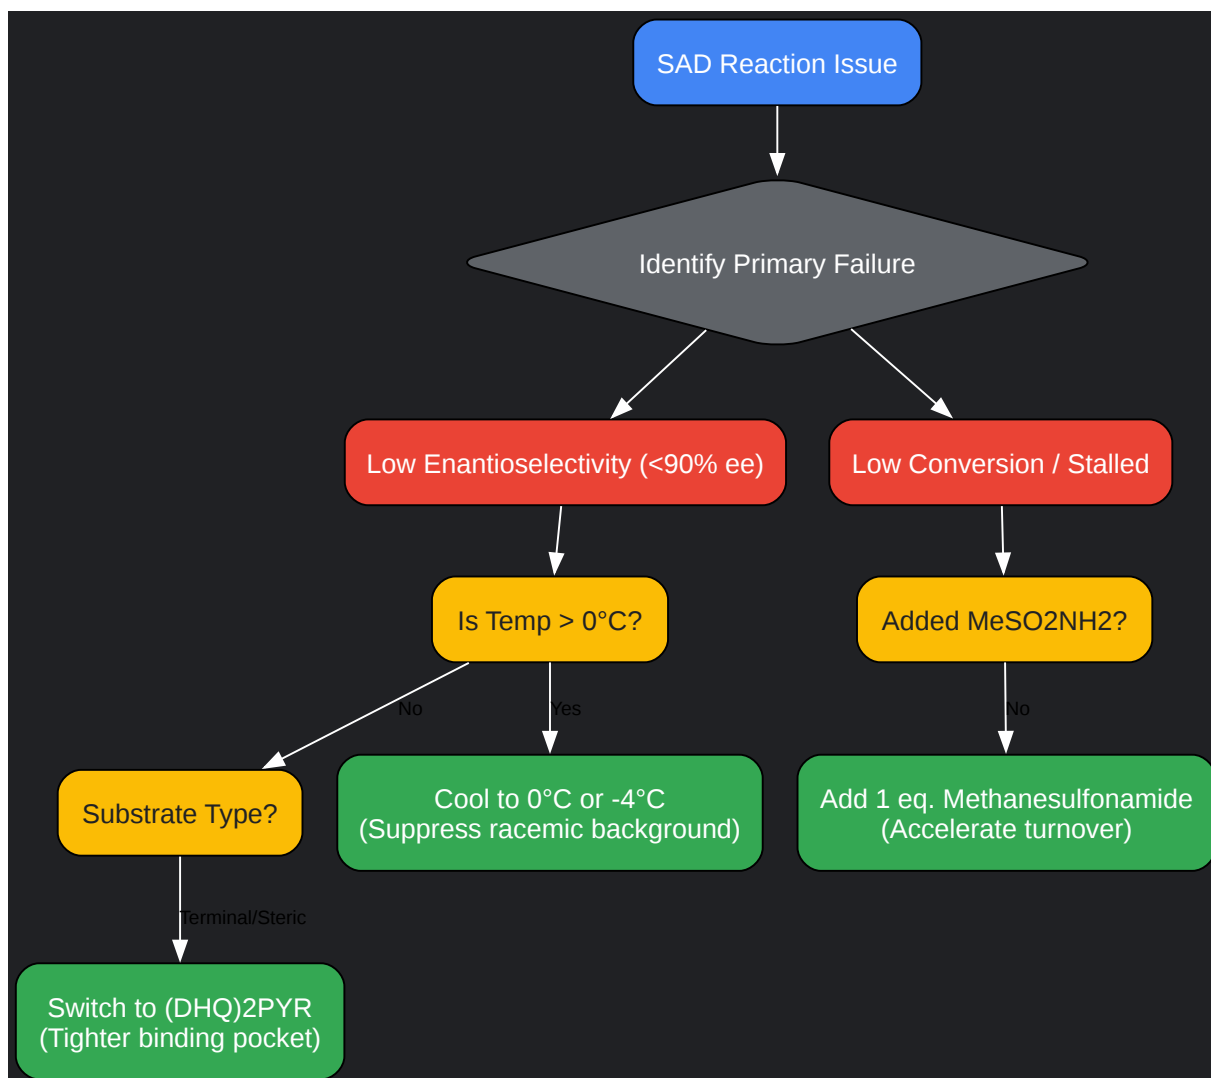 SAD Reaction Issue
Identify Primary Failure
Low Enantioselectivity (<90% ee)
Low Conversion / Stalled
Is Temp > 0°C?
Added MeSO2NH2?
No
Yes
No
Substrate Type?
Cool to 0°C or -4°C
(Suppress racemic background)
Add 1 eq. Methanesulfonamide
(Accelerate turnover)
Terminal/Steric
Switch to (DHQ)2PYR
(Tighter binding pocket)